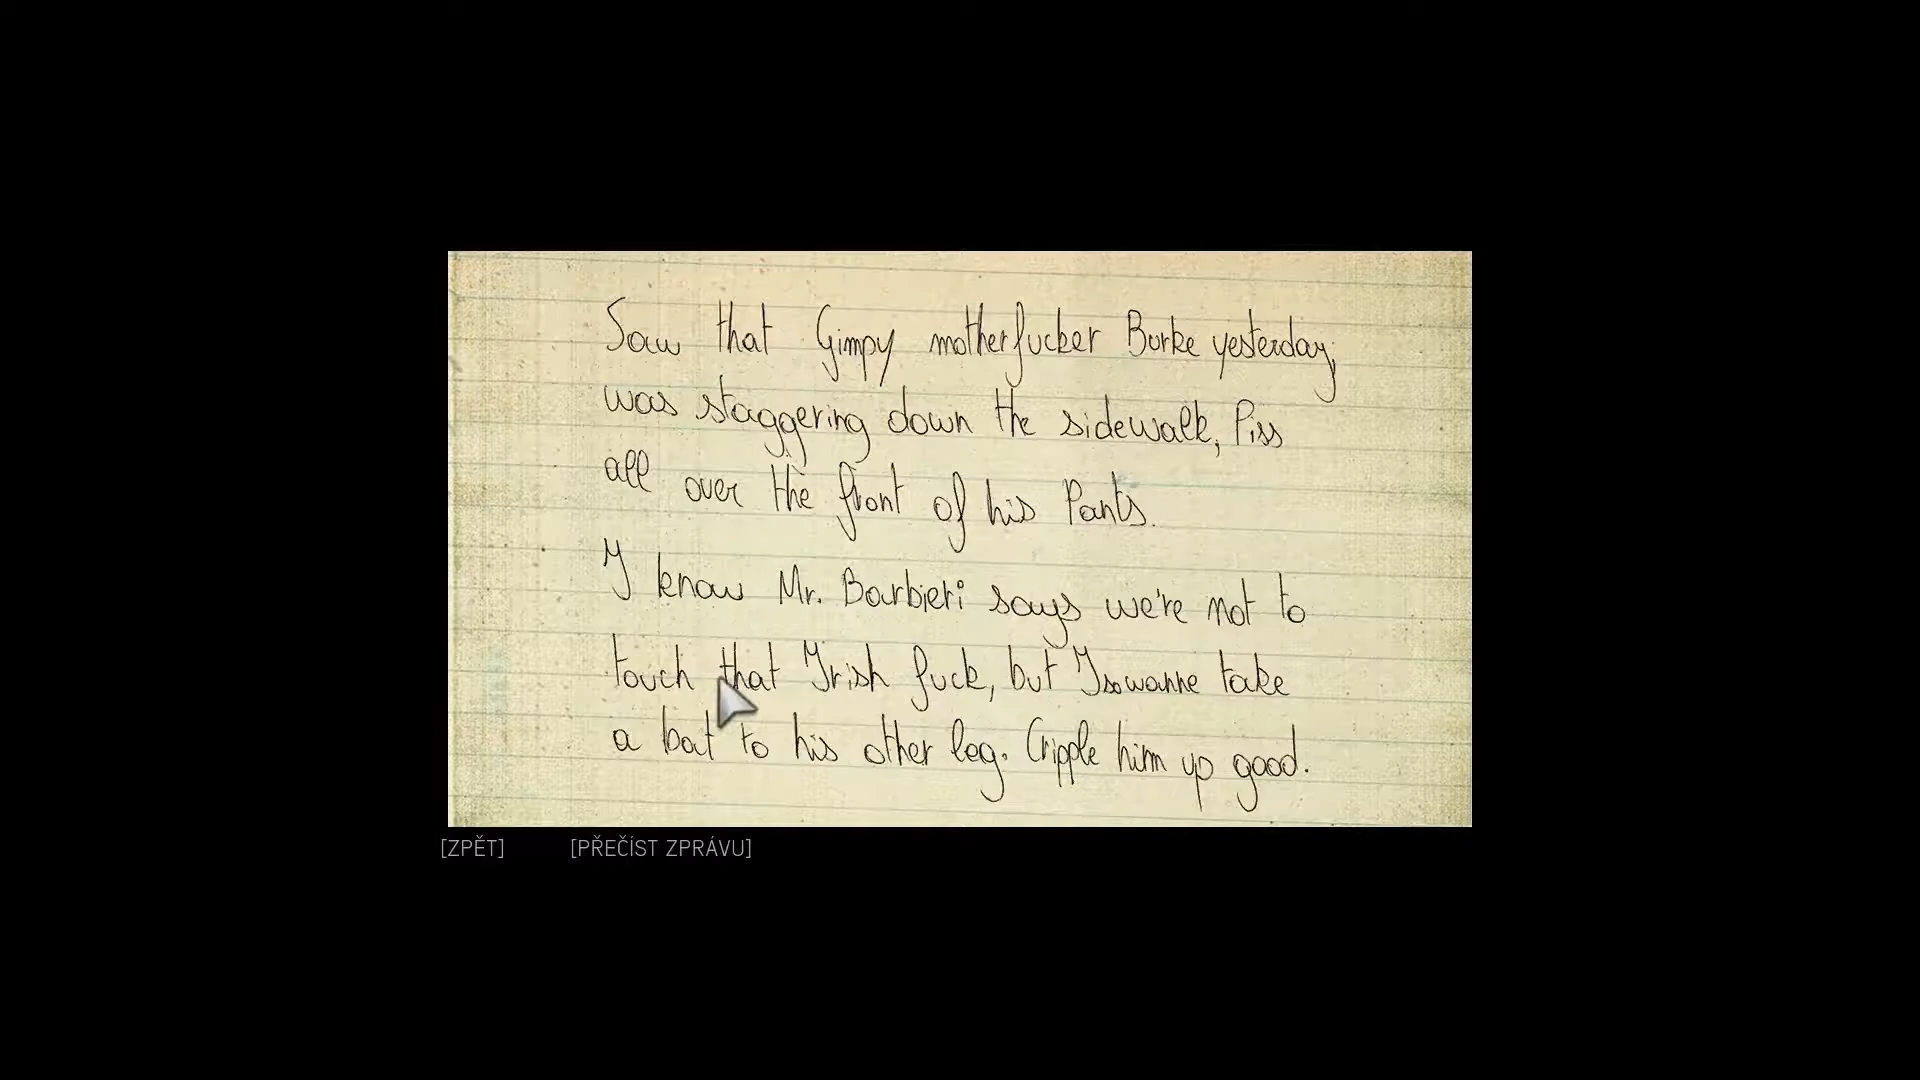 Saw that Gimpy motherfucker Burke yesterday,
was staggering down the sidewalk, Piss
all over the front of his Pants.
I know Mr. Barbieri says we're not to
touch that Irish fuck, but I so wanne take
a bat to his other leg. Cripple him up good.
[ZPĚT] [PŘEČÍST ZPRÁVU]